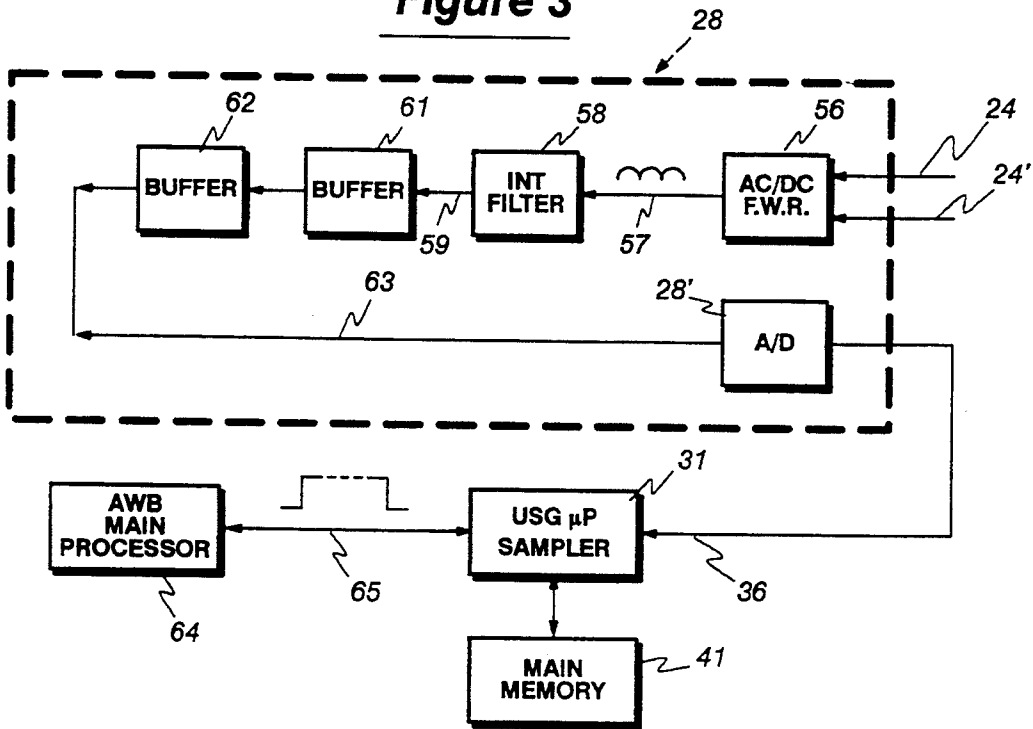 Figure 3
28
62
61
58
56
24
BUFFER
BUFFER
INT
FILTER
AC/DC
F.W.R.
24'
59
57
63
28'
A/D
31
AWB
MAIN
PROCESSOR
USG μP
SAMPLER
65
36
64
MAIN
MEMORY
41